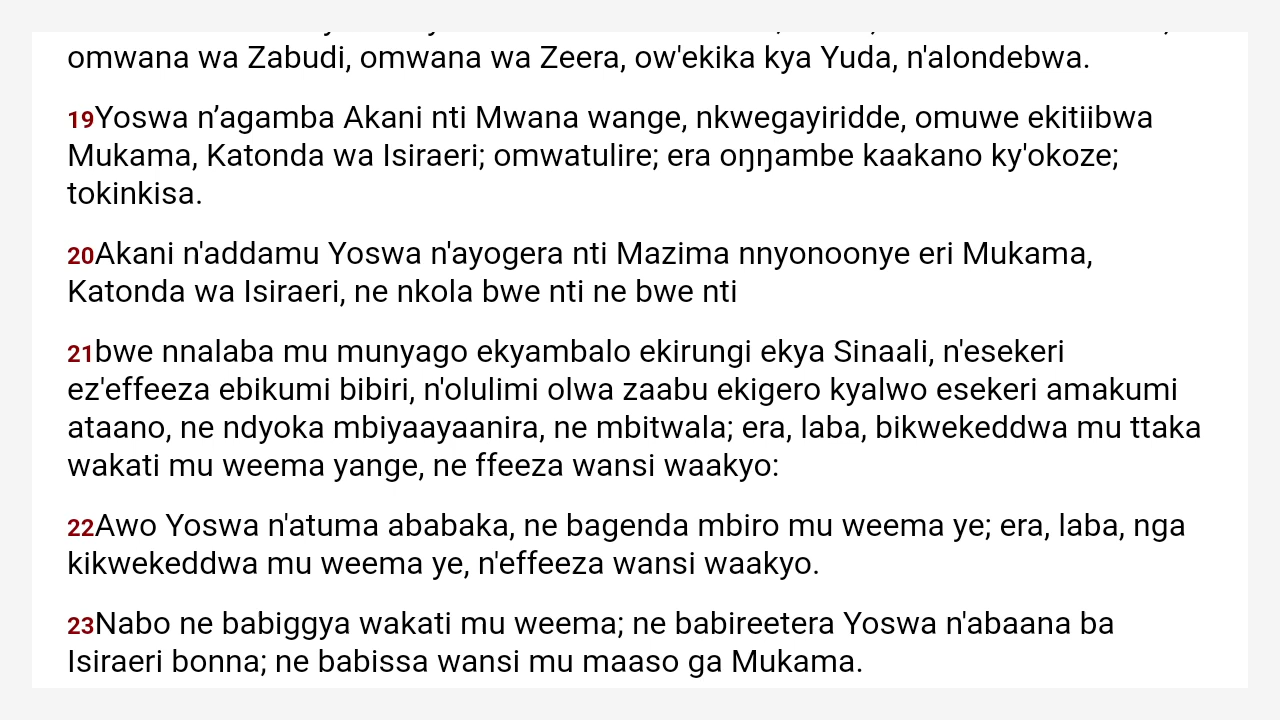 omwana wa Zabudi, omwana wa Zeera, ow'ekika kya Yuda, n'alondebwa.
19Yoswa n’agamba Akani nti Mwana wange, nkwegayiridde, omuwe ekitiibwa
Mukama, Katonda wa Isiraeri; omwatulire; era oŋŋambe kaakano ky'okoze;
tokinkisa.
20Akani n'addamu Yoswa n'ayogera nti Mazima nnyonoonye eri Mukama,
Katonda wa Isiraeri, ne nkola bwe nti ne bwe nti
21bwe nnalaba mu munyago ekyambalo ekirungi ekya Sinaali, n'esekeri
ez'effeeza ebikumi bibiri, n'olulimi olwa zaabu ekigero kyalwo esekeri amakumi
ataano, ne ndyoka mbiyaayaanira, ne mbitwala; era, laba, bikwekeddwa mu ttaka
wakati mu weema yange, ne ffeeza wansi waakyo:
22Awo Yoswa n'atuma ababaka, ne bagenda mbiro mu weema ye; era, laba, nga
kikwekeddwa mu weema ye, n'effeeza wansi waakyo.
23Nabo ne babiggya wakati mu weema; ne babireetera Yoswa n'abaana ba
Isiraeri bonna; ne babissa wansi mu maaso ga Mukama.